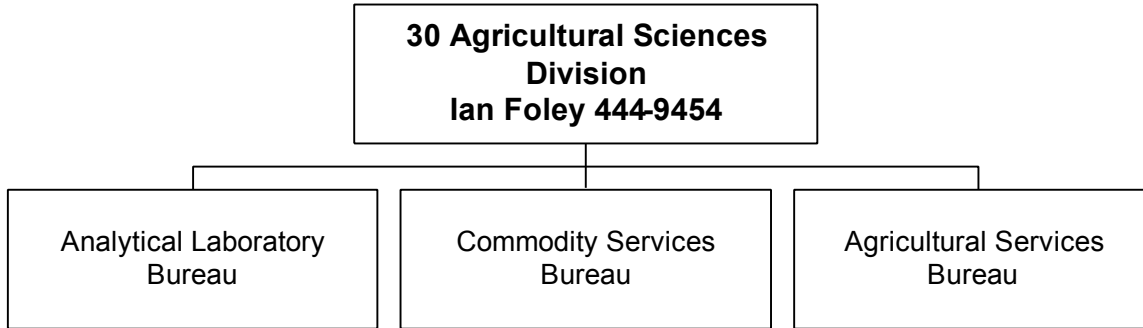 30 Agricultural Sciences
Division
Ian Foley 444-9454
Analytical Laboratory
Bureau
Commodity Services
Bureau
Agricultural Services
Bureau